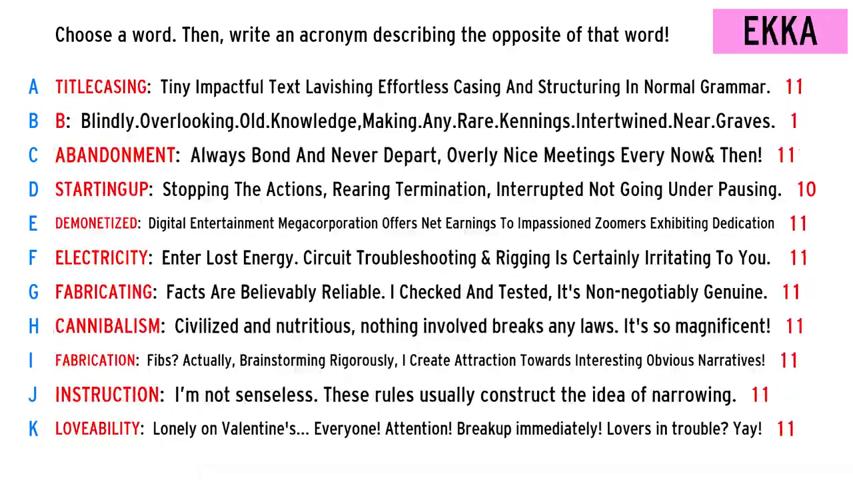 Choose a word. Then, write an acronym describing the opposite of that word!
EKKA
A TITLECASING: Tiny Impactful Text Lavishing Effortless Casing And Structuring In Normal Grammar. 11
B B: Blindly.Overlooking.Old.Knowledge,Making.Any.Rare.Kennings.Intertwined.Near.Graves. 1
C ABANDONMENT: Always Bond And Never Depart, Overly Nice Meetings Every Now& Then! 11
D STARTINGUP: Stopping The Actions, Rearing Termination, Interrupted Not Going Under Pausing. 10
E DEMONETIZED: Digital Entertainment Megacorporation Offers Net Earnings To Impassioned Zoomers Exhibiting Dedication 11
F ELECTRICITY: Enter Lost Energy. Circuit Troubleshooting & Rigging Is Certainly Irritating To You. 11
G FABRICATING: Facts Are Believably Reliable. I Checked And Tested, It's Non-negotiably Genuine. 11
H CANNIBALISM: Civilized and nutritious, nothing involved breaks any laws. It's so magnificent! 11
I FABRICATION: Fibs? Actually, Brainstorming Rigorously, I Create Attraction Towards Interesting Obvious Narratives! 11
J INSTRUCTION: I'm not senseless. These rules usually construct the idea of narrowing. 11
K LOVEABILITY: Lonely on Valentine's... Everyone! Attention! Breakup immediately! Lovers in trouble? Yay! 11